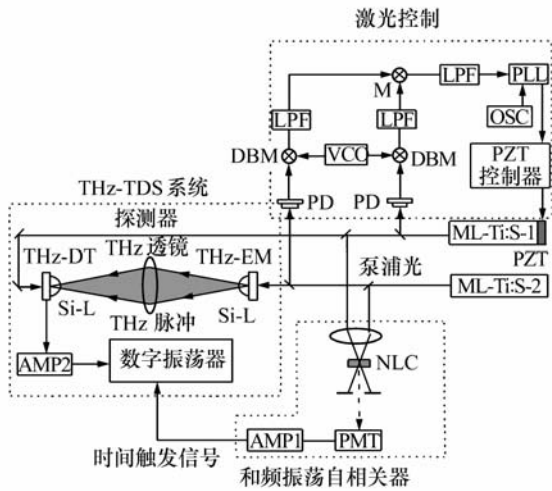 激光控制
LPF
PLL
M
LPF
LPF
OSC
DBM
VCO
DBM
PZT
控制器
THz-TDS 系统
PD
PD
探测器
THz-DT
THz 透镜
THz-EM
ML-Ti:S-1
PZT
泵浦光
ML-Ti:S-2
Si-L
THz 脉冲
Si-L
AMP2
数字振荡器
NLC
时间触发信号
AMP1
PMT
和频振荡自相关器